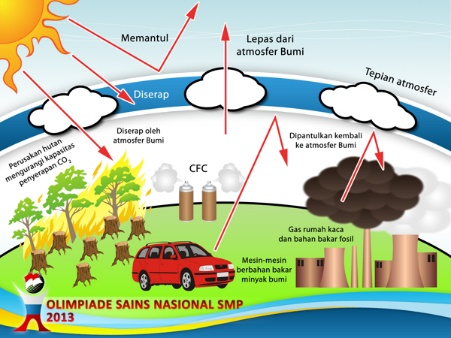 Memantul
Lepas dari
atmosfer Bumi
Diserap
Tepian atmosfer
Diserap oleh
atmosfer Bumi
Dipantulkan kembali
ke atmosfer Bumi
Perusakan hutan
mengurangi kapasitas
penyerapan CO₂
CFC
Gas rumah kaca
dan bahan bakar fosil
Mesin-mesin
berbahan bakar
minyak bumi
OLIMPIADE SAINS NASIONAL SMP
2013